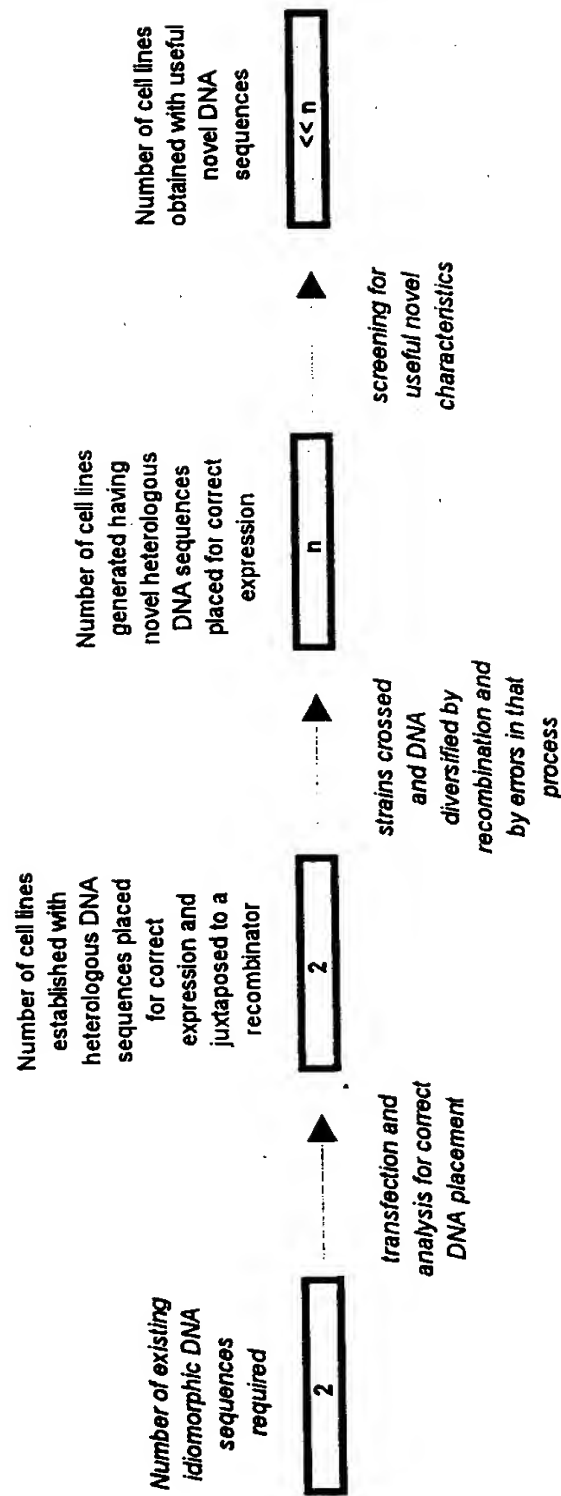 Number of existing
idiomorphic DNA
sequences
required
2
transfection and
analysis for correct
DNA placement
Number of cell lines
established with
heterologous DNA
sequences placed
for correct
expression and
juxtaposed to a
recombinator
2
strains crossed
and DNA
diversified by
recombination and
by errors in that
process
Number of cell lines
generated having
novel heterologous
DNA sequences
placed for correct
expression
n
screening for
useful novel
characteristics
Number of cell lines
obtained with useful
novel DNA
sequences
<< n